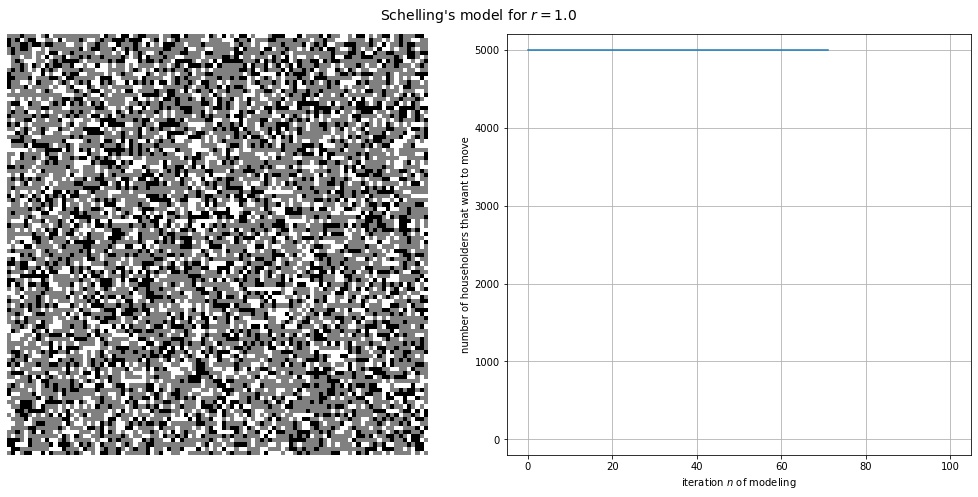 Schelling's model for r = 1.0
number of householders that want to move
5000
4000
3000
2000
1000
0
0 20 40 60 80 100
iteration n of modeling